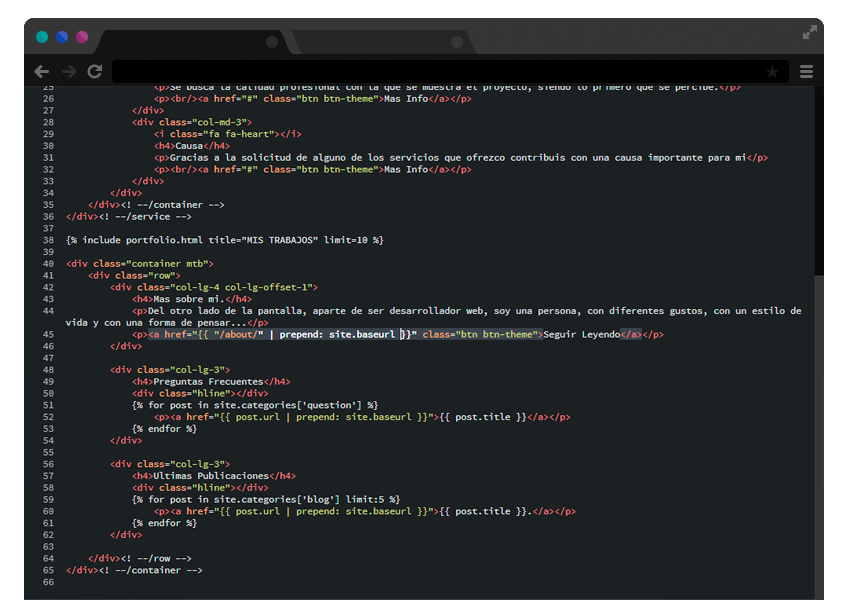 25 <p>Se busca la calidad profesional con la que se muestra el proyecto, siendo lo primero que se percibe.</p>
26 <p><br/><a href="#" class="btn btn-theme">Mas Info</a></p>
27 </div>
28 <div class="col-md-3">
29 <i class="fa fa-heart"></i>
30 <h4>Causa</h4>
31 <p>Gracias a la solicitud de alguno de los servicios que ofrezco contribuis con una causa importante para mi</p>
32 <p><br/><a href="#" class="btn btn-theme">Mas Info</a></p>
33 </div>
34 </div>
35 </div><! --/container -->
36 </div><! --/service -->
37
38 {% include portfolio.html title="MIS TRABAJOS" limit=10 %}
39
40 <div class="container mtb">
41 <div class="row">
42 <div class="col-lg-4 col-lg-offset-1">
43 <h4>Mas sobre mi.</h4>
44 <p>Del otro lado de la pantalla, aparte de ser desarrollador web, soy una persona, con diferentes gustos, con un estilo de
vida y con una forma de pensar...</p>
45 <p><a href="{{ "/about/" | prepend: site.baseurl }}" class="btn btn-theme">Seguir Leyendo</a></p>
46 </div>
47
48 <div class="col-lg-3">
49 <h4>Preguntas Frecuentes</h4>
50 <div class="hline"></div>
51 {% for post in site.categories['question'] %}
52 <p><a href="{{ post.url | prepend: site.baseurl }}">{{ post.title }}</a></p>
53 {% endfor %}
54 </div>
55
56 <div class="col-lg-3">
57 <h4>Ultimas Publicaciones</h4>
58 <div class="hline"></div>
59 {% for post in site.categories['blog'] limit:5 %}
60 <p><a href="{{ post.url | prepend: site.baseurl }}">{{ post.title }}.</a></p>
61 {% endfor %}
62 </div>
63
64 </div><! --/row -->
65 </div><! --/container -->
66